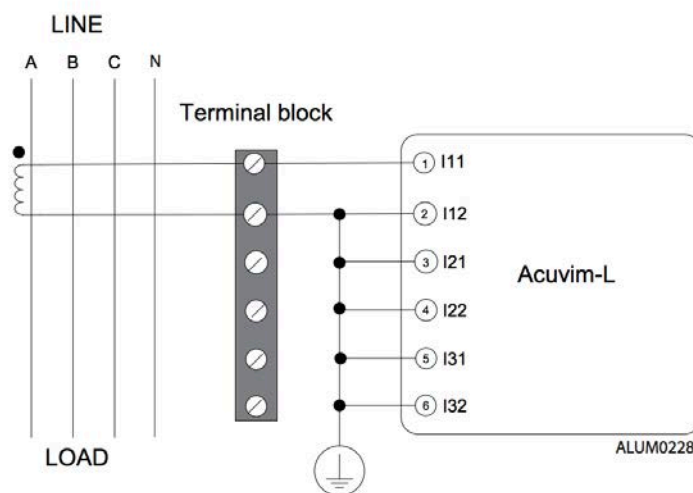 LINE
A B C N
Terminal block
1 I11
2 I12
3 I21
4 I22
5 I31
6 I32
Acuvim-L
LOAD
ALUM0228